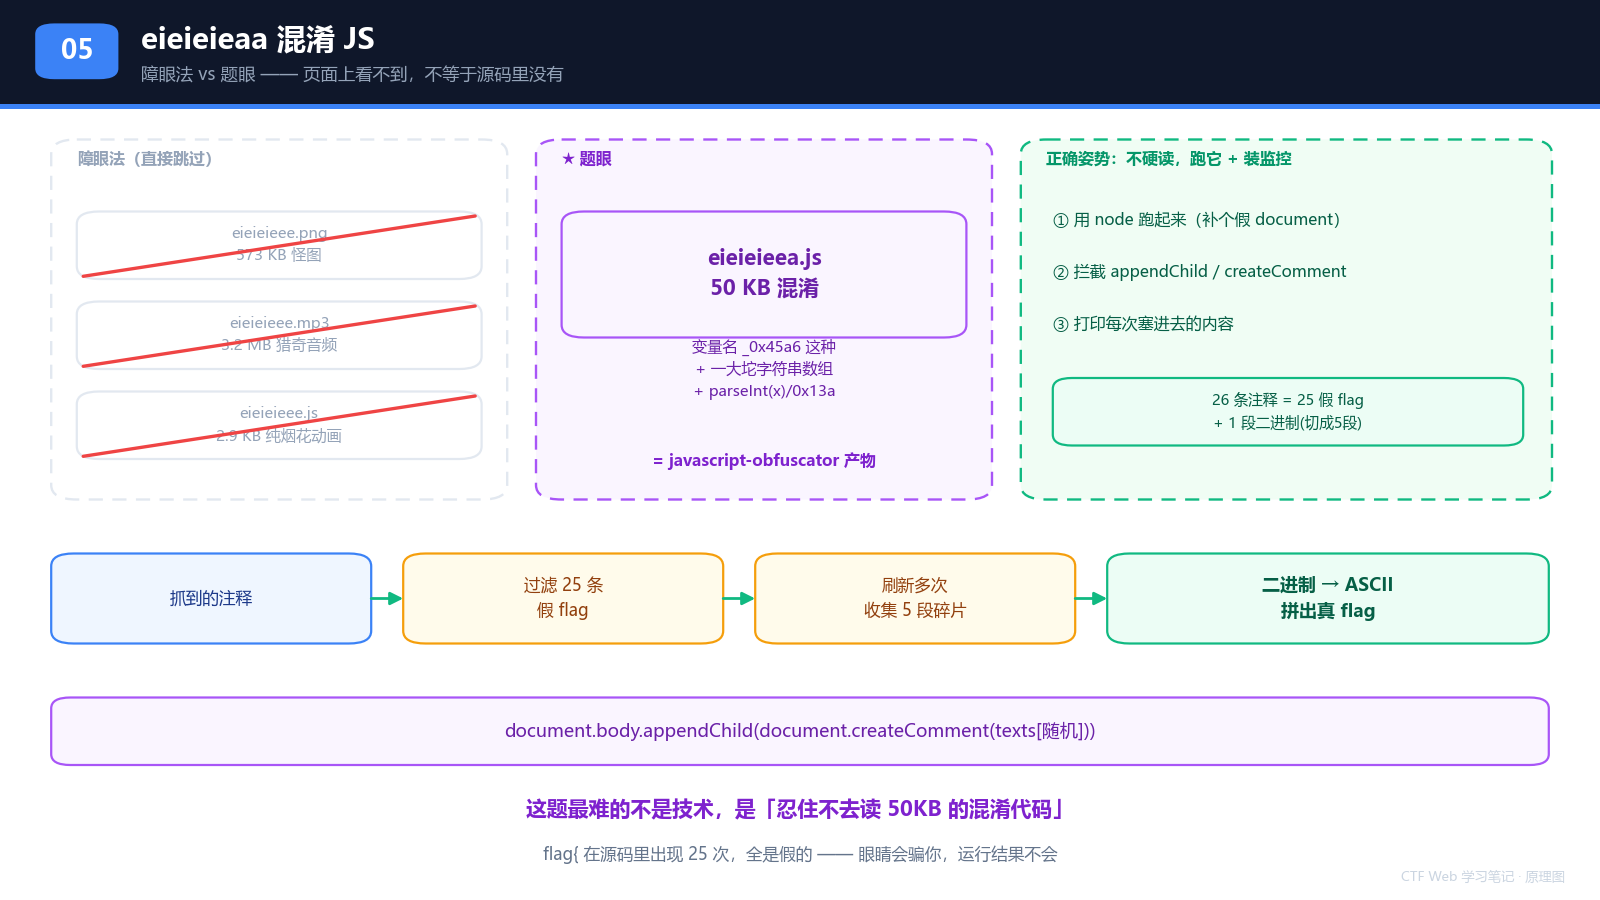 05
eieieieaa 混淆 JS
障眼法 vs 题眼 —— 页面上看不到，不等于源码里没有
障眼法（直接跳过）
eieieieee.png
573 KB 怪图
eieieieee.mp3
3.2 MB 猎奇音频
eieieieee.js
2.9 KB 纯烟花动画
★ 题眼
eieieieea.js
50 KB 混淆
变量名 _0x45a6 这种
+ 一大坨字符串数组
+ parseInt(x)/0x13a
= javascript-obfuscator 产物
正确姿势：不硬读，跑它 + 装监控
① 用 node 跑起来（补个假 document）
② 拦截 appendChild / createComment
③ 打印每次塞进去的内容
26 条注释 = 25 假 flag
+ 1 段二进制(切成5段)
抓到的注释
过滤 25 条
假 flag
刷新多次
收集 5 段碎片
二进制 → ASCII
拼出真 flag
document.body.appendChild(document.createComment(texts[随机]))
这题最难的不是技术，是「忍住不去读 50KB 的混淆代码」
flag{ 在源码里出现 25 次，全是假的 —— 眼睛会骗你，运行结果不会
CTF Web 学习笔记 · 原理图